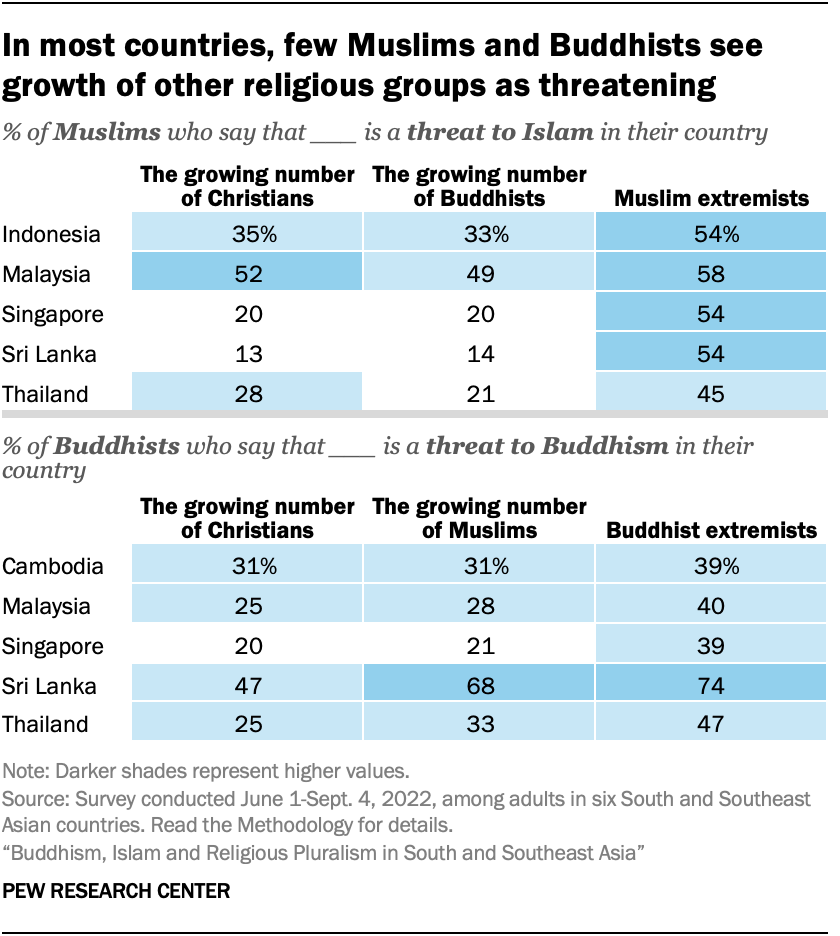 In most countries, few Muslims and Buddhists see
growth of other religious groups as threatening
% of Muslims who say that ___ is a threat to Islam in their country
The growing number of Christians The growing number of Buddhists Muslim extremists
Indonesia 35% 33% 54%
Malaysia 52 49 58
Singapore 20 20 54
Sri Lanka 13 14 54
Thailand 28 21 45
% of Buddhists who say that ___ is a threat to Buddhism in their
country
The growing number of Christians The growing number of Muslims Buddhist extremists
Cambodia 31% 31% 39%
Malaysia 25 28 40
Singapore 20 21 39
Sri Lanka 47 68 74
Thailand 25 33 47
Note: Darker shades represent higher values.
Source: Survey conducted June 1-Sept. 4, 2022, among adults in six South and Southeast
Asian countries. Read the Methodology for details.
“Buddhism, Islam and Religious Pluralism in South and Southeast Asia”
PEW RESEARCH CENTER